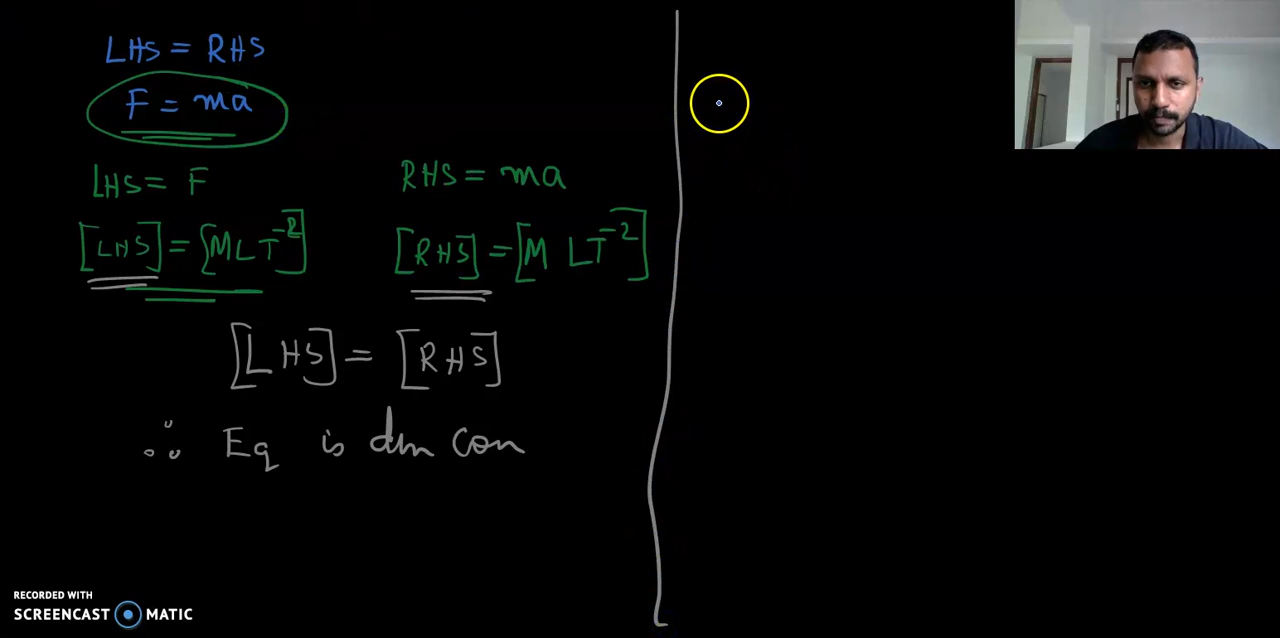 LHS = RHS
F = ma
LHS = F
RHS = ma
[LHS] = [MLT⁻²]
[RHS] = [M LT⁻²]
[LHS] = [RHS]
∴ Eq is dim con
RECORDED WITH
SCREENCAST MATIC